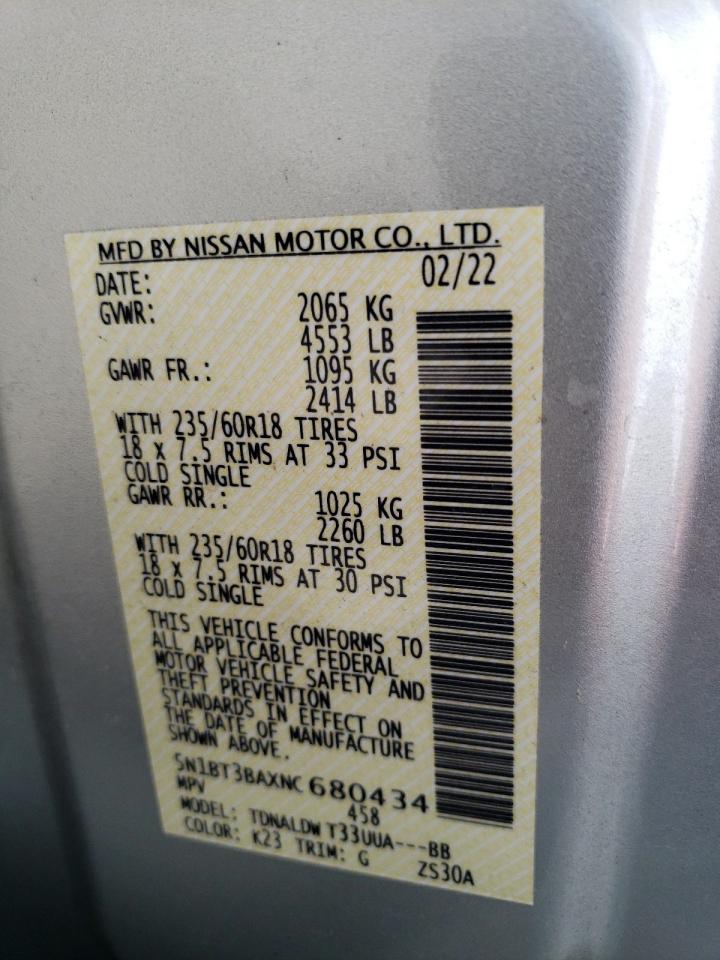 MFD BY NISSAN MOTOR CO., LTD.
DATE: 02/22
GVWR: 2065 KG
4553 LB
GAWR FR.: 1095 KG
2414 LB
WITH 235/60R18 TIRES
18 x 7.5 RIMS AT 33 PSI
COLD SINGLE
GAWR RR.: 1025 KG
2260 LB
WITH 235/60R18 TIRES
18 x 7.5 RIMS AT 30 PSI
COLD SINGLE
THIS VEHICLE CONFORMS TO
ALL APPLICABLE FEDERAL
MOTOR VEHICLE SAFETY AND
THEFT PREVENTION
STANDARDS IN EFFECT ON
THE DATE OF MANUFACTURE
SHOWN ABOVE.
5N1BT3BAXNC680434
MPV 458
MODEL: TDNALDW T33UUA---BB
COLOR: K23 TRIM: G ZS30A